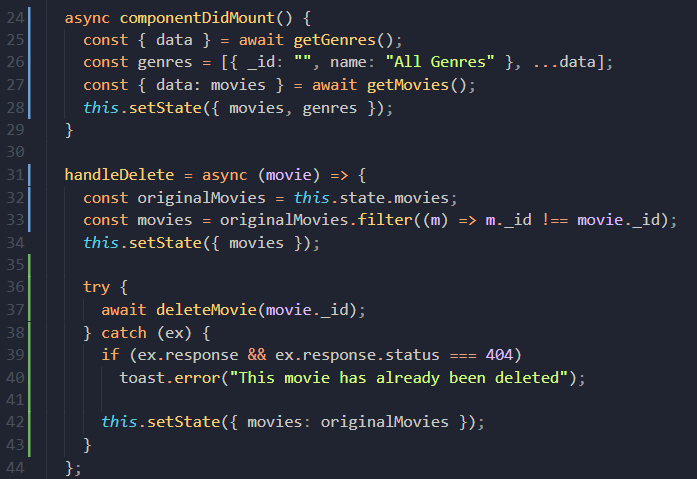 24 async componentDidMount() {
25 const { data } = await getGenres();
26 const genres = [{ _id: "", name: "All Genres" }, ...data];
27 const { data: movies } = await getMovies();
28 this.setState({ movies, genres });
29 }
30
31 handleDelete = async (movie) => {
32 const originalMovies = this.state.movies;
33 const movies = originalMovies.filter((m) => m._id !== movie._id);
34 this.setState({ movies });
35
36 try {
37 await deleteMovie(movie._id);
38 } catch (ex) {
39 if (ex.response && ex.response.status === 404)
40 toast.error("This movie has already been deleted");
41
42 this.setState({ movies: originalMovies });
43 }
44 };